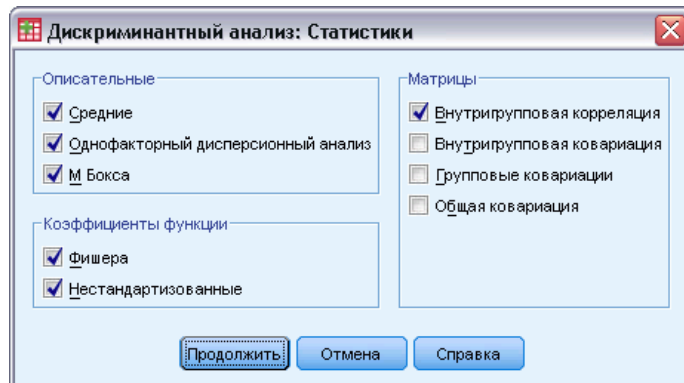 Дискриминантный анализ: Статистики
Описательные
Средние
Однофакторный дисперсионный анализ
М Бокса
Коэффициенты функции
Фишера
Нестандартизованные
Матрицы
Внутригрупповая корреляция
Внутригрупповая ковариация
Групповые ковариации
Общая ковариация
Продолжить
Отмена
Справка